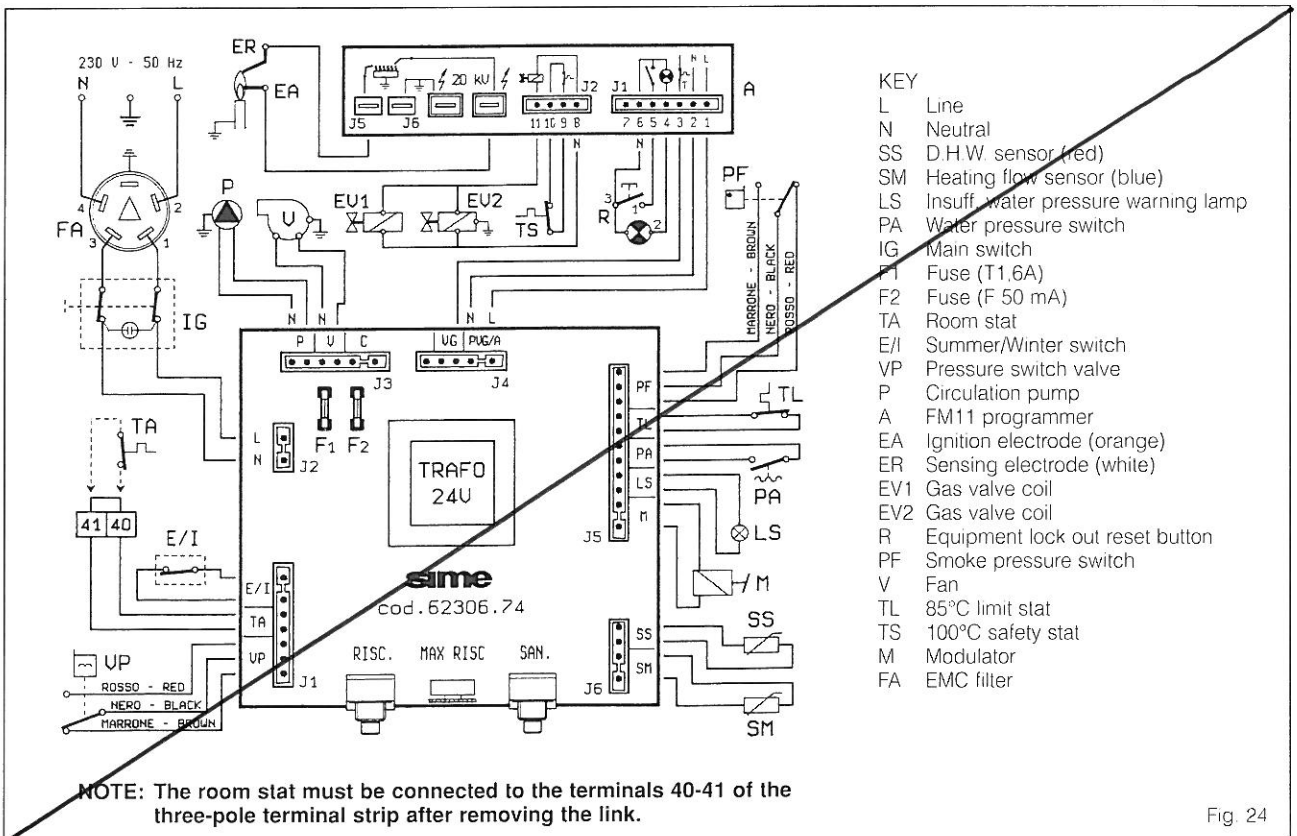 230 V - 50 Hz
N L
ER
EA
A
20 kV
J5 J6 J2 J1
11 10 9 8 7 6 5 4 3 2 1
N L
T
N N
4 2
3 1
FA
P
V
EV1
EV2
TS
R
3 1 2
PF
MARRONE - BROWN
NERO - BLACK
ROSSO - RED
IG
N N N L
P V C
VG PVG/A
J3
J4
PF
TL
TL
PA
PA
LS
LS
M
M
J5
TA
L
N
J2
F1 F2
TRAFO
24V
41 40
E/I
sime
cod.62306.74
E/I
TA
VP
J1
VP
ROSSO - RED
NERO - BLACK
MARRONE - BROWN
RISC. MAX RISC SAN.
SS
SM
J6
SS
SM
KEY
L Line
N Neutral
SS D.H.W. sensor (red)
SM Heating flow sensor (blue)
LS Insuff. water pressure warning lamp
PA Water pressure switch
IG Main switch
F1 Fuse (T1,6A)
F2 Fuse (F 50 mA)
TA Room stat
E/I Summer/Winter switch
VP Pressure switch valve
P Circulation pump
A FM11 programmer
EA Ignition electrode (orange)
ER Sensing electrode (white)
EV1 Gas valve coil
EV2 Gas valve coil
R Equipment lock out reset button
PF Smoke pressure switch
V Fan
TL 85°C limit stat
TS 100°C safety stat
M Modulator
FA EMC filter
NOTE: The room stat must be connected to the terminals 40-41 of the
three-pole terminal strip after removing the link.
Fig. 24